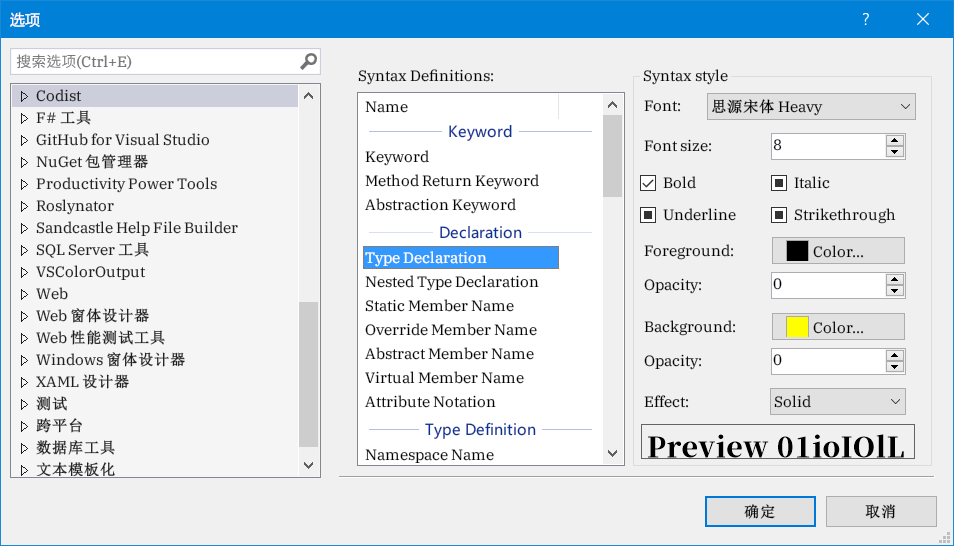 选项
搜索选项(Ctrl+E)
Codist
F# 工具
GitHub for Visual Studio
NuGet 包管理器
Productivity Power Tools
Roslynator
Sandcastle Help File Builder
SQL Server 工具
VSColorOutput
Web
Web 窗体设计器
Web 性能测试工具
Windows 窗体设计器
XAML 设计器
测试
跨平台
数据库工具
文本模板化
Syntax Definitions:
Name
Keyword
Keyword
Method Return Keyword
Abstraction Keyword
Declaration
Type Declaration
Nested Type Declaration
Static Member Name
Override Member Name
Abstract Member Name
Virtual Member Name
Attribute Notation
Type Definition
Namespace Name
Syntax style
Font: 思源宋体 Heavy
Font size: 8
Bold Italic
Underline Strikethrough
Foreground: Color...
Opacity: 0
Background: Color...
Opacity: 0
Effect: Solid
Preview 01ioIOlL
确定 取消